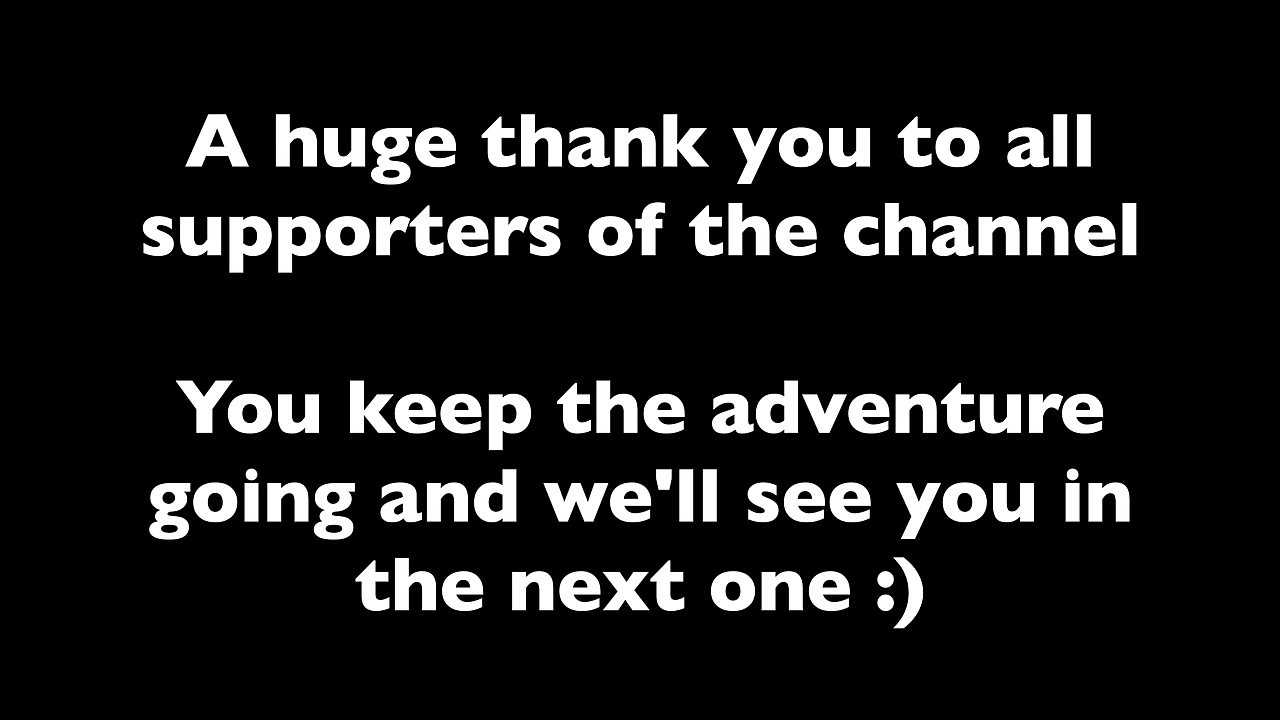 A huge thank you to all
supporters of the channel
You keep the adventure
going and we'll see you in
the next one :)